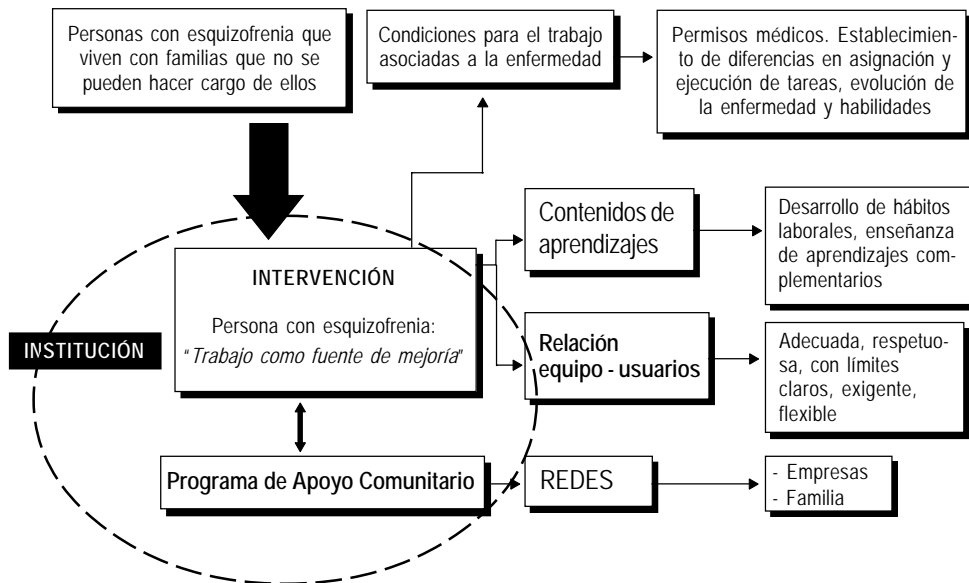 Personas con esquizofrenia que
viven con familias que no se
pueden hacer cargo de ellos
Condiciones para el trabajo
asociadas a la enfermedad
Permisos médicos. Establecimien-
to de diferencias en asignación y
ejecución de tareas, evolución de
la enfermedad y habilidades
Contenidos de
aprendizajes
Desarrollo de hábitos
laborales, enseñanza
de aprendizajes com-
plementarios
INTERVENCIÓN
Persona con esquizofrenia:
"Trabajo como fuente de mejoría"
INSTITUCIÓN
Relación
equipo - usuarios
Adecuada, respetuo-
sa, con límites
claros, exigente,
flexible
Programa de Apoyo Comunitario
REDES
- Empresas
- Familia